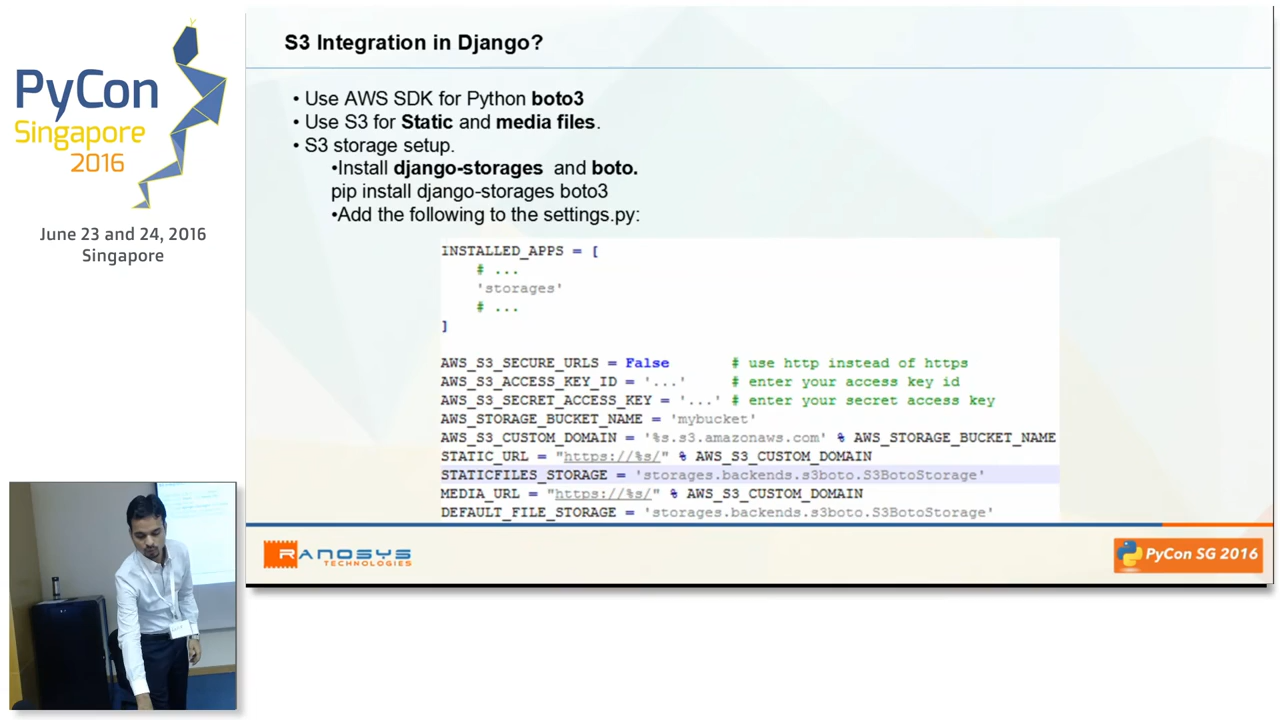 PyCon
Singapore
2016
June 23 and 24, 2016
Singapore
S3 Integration in Django?
• Use AWS SDK for Python boto3
• Use S3 for Static and media files.
• S3 storage setup.
•Install django-storages and boto.
pip install django-storages boto3
•Add the following to the settings.py:
INSTALLED_APPS = [
# ...
'storages'
# ...
]
AWS_S3_SECURE_URLS = False # use http instead of https
AWS_S3_ACCESS_KEY_ID = '...' # enter your access key id
AWS_S3_SECRET_ACCESS_KEY = '...' # enter your secret access key
AWS_STORAGE_BUCKET_NAME = 'mybucket'
AWS_S3_CUSTOM_DOMAIN = '%s.s3.amazonaws.com' % AWS_STORAGE_BUCKET_NAME
STATIC_URL = "https://%s/" % AWS_S3_CUSTOM_DOMAIN
STATICFILES_STORAGE = 'storages.backends.s3boto.S3BotoStorage'
MEDIA_URL = "https://%s/" % AWS_S3_CUSTOM_DOMAIN
DEFAULT_FILE_STORAGE = 'storages.backends.s3boto.S3BotoStorage'
RANOSYS
TECHNOLOGIES
PyCon SG 2016